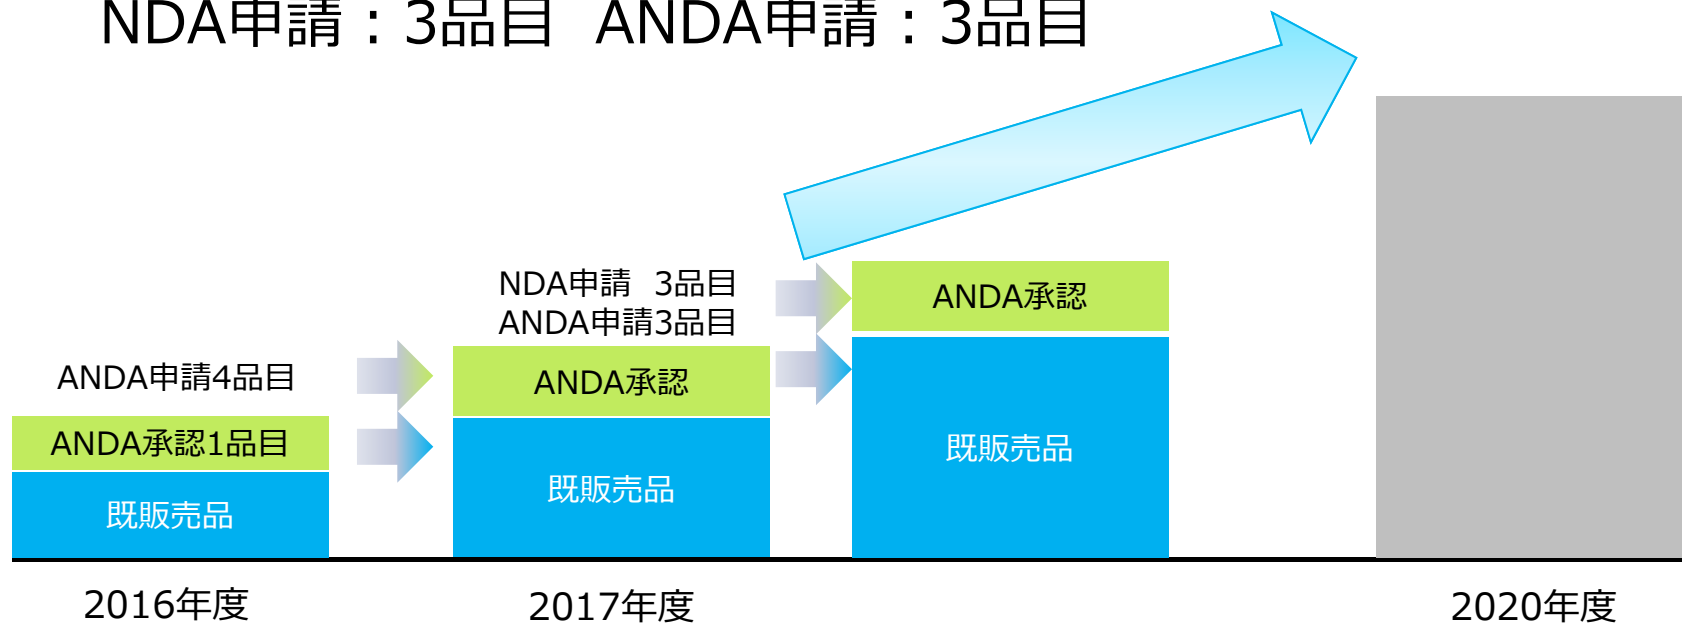 NDA申請：3品目 ANDA申請：3品目
NDA申請 3品目
ANDA申請3品目
ANDA承認
ANDA申請4品目
ANDA承認
ANDA承認1品目
既販売品
既販売品
既販売品
2016年度
2017年度
2020年度